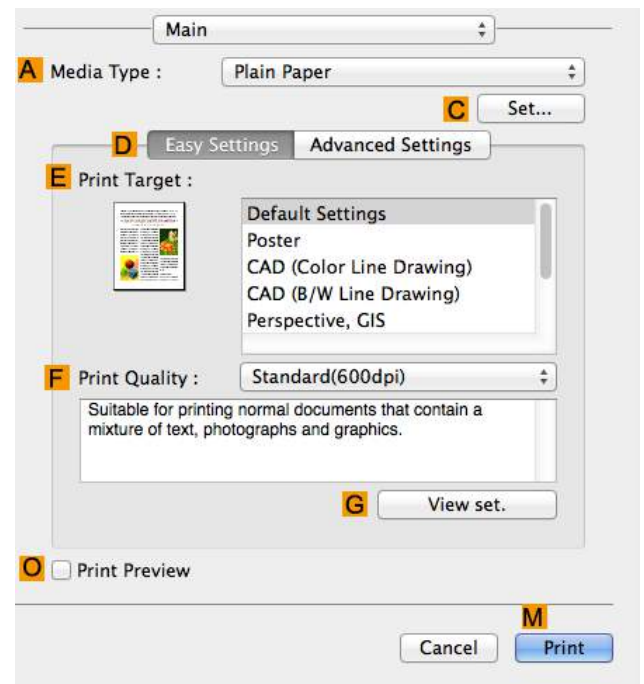 Main
A Media Type : Plain Paper
C Set...
D Easy Settings Advanced Settings
E Print Target :
Default Settings
Poster
CAD (Color Line Drawing)
CAD (B/W Line Drawing)
Perspective, GIS
F Print Quality : Standard(600dpi)
Suitable for printing normal documents that contain a
mixture of text, photographs and graphics.
G View set.
O Print Preview
M
Cancel Print